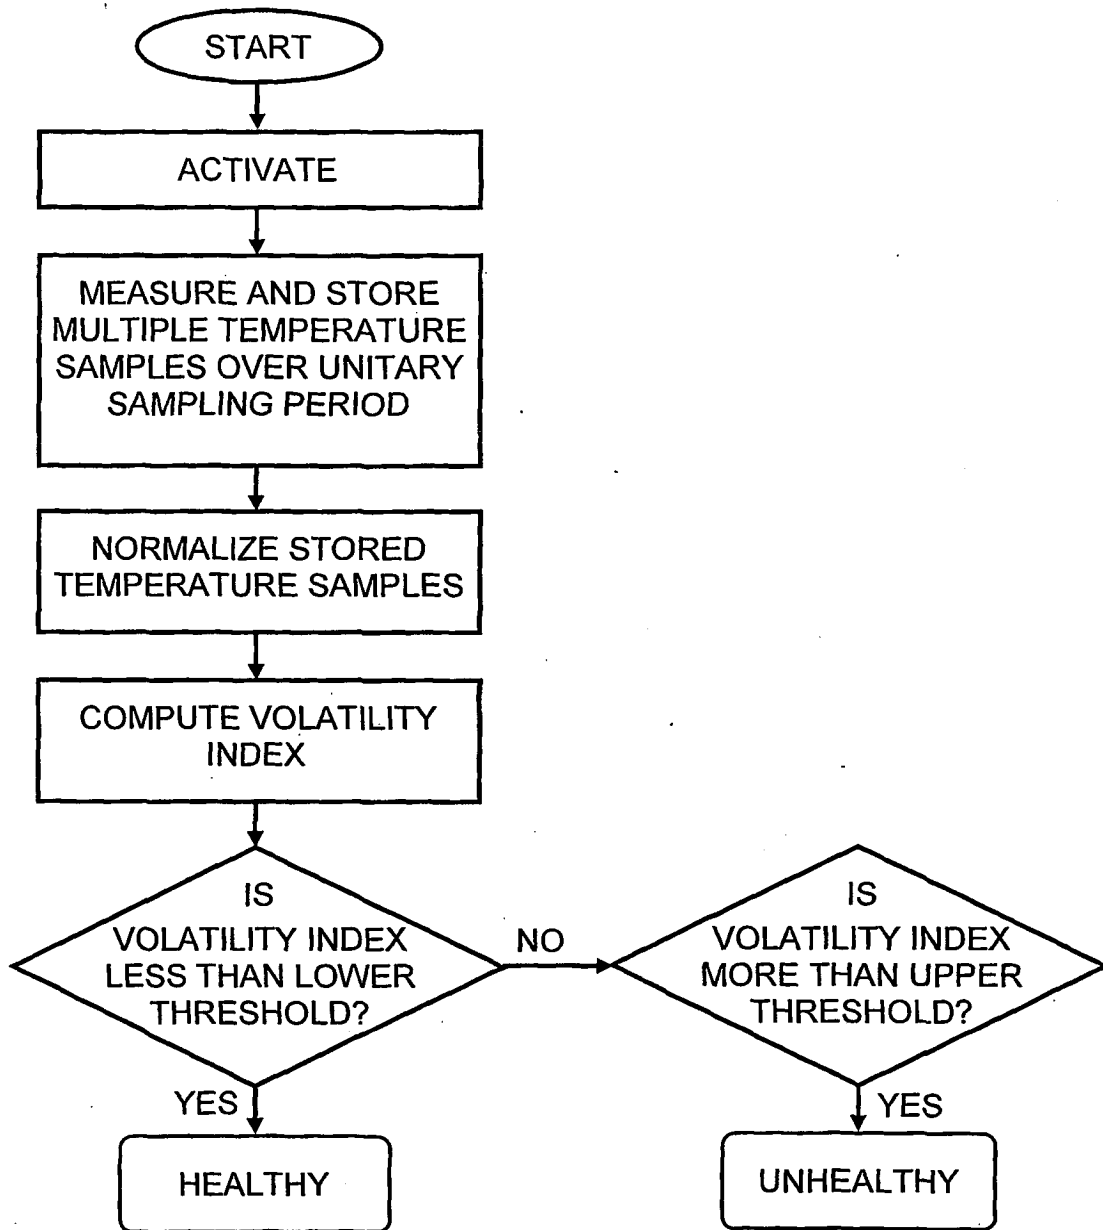 START
ACTIVATE
MEASURE AND STORE
MULTIPLE TEMPERATURE
SAMPLES OVER UNITARY
SAMPLING PERIOD
NORMALIZE STORED
TEMPERATURE SAMPLES
COMPUTE VOLATILITY
INDEX
IS
VOLATILITY INDEX
LESS THAN LOWER
THRESHOLD?
NO
IS
VOLATILITY INDEX
MORE THAN UPPER
THRESHOLD?
YES
HEALTHY
YES
UNHEALTHY